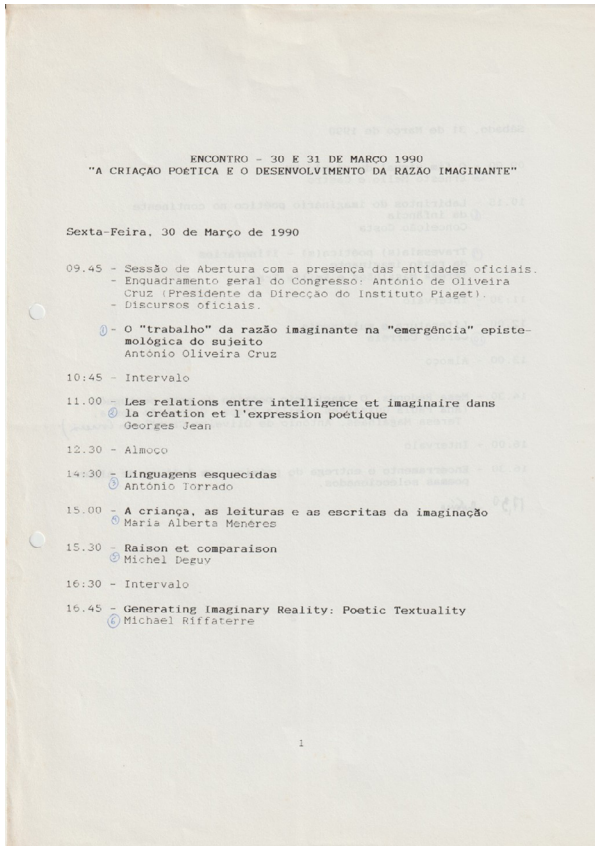 ENCONTRO - 30 E 31 DE MARÇO 1990
"A CRIAÇÃO POÉTICA E O DESENVOLVIMENTO DA RAZÃO IMAGINANTE"
Sexta-Feira, 30 de Março de 1990
09.45 - Sessão de Abertura com a presença das entidades oficiais.
- Enquadramento geral do Congresso: António de Oliveira
Cruz (Presidente da Direcção do Instituto Piaget).
- Discursos oficiais.
① - O "trabalho" da razão imaginante na "emergência" episte-
mológica do sujeito
António Oliveira Cruz
10:45 - Intervalo
11.00 - Les relations entre intelligence et imaginaire dans
② la création et l'expression poétique
Georges Jean
12.30 - Almoço
14:30 - Linguagens esquecidas
③ António Torrado
15.00 - A criança, as leituras e as escritas da imaginação
④ Maria Alberta Menéres
15.30 - Raison et comparaison
⑤ Michel Deguy
16:30 - Intervalo
16.45 - Generating Imaginary Reality: Poetic Textuality
⑥ Michael Riffaterre
1